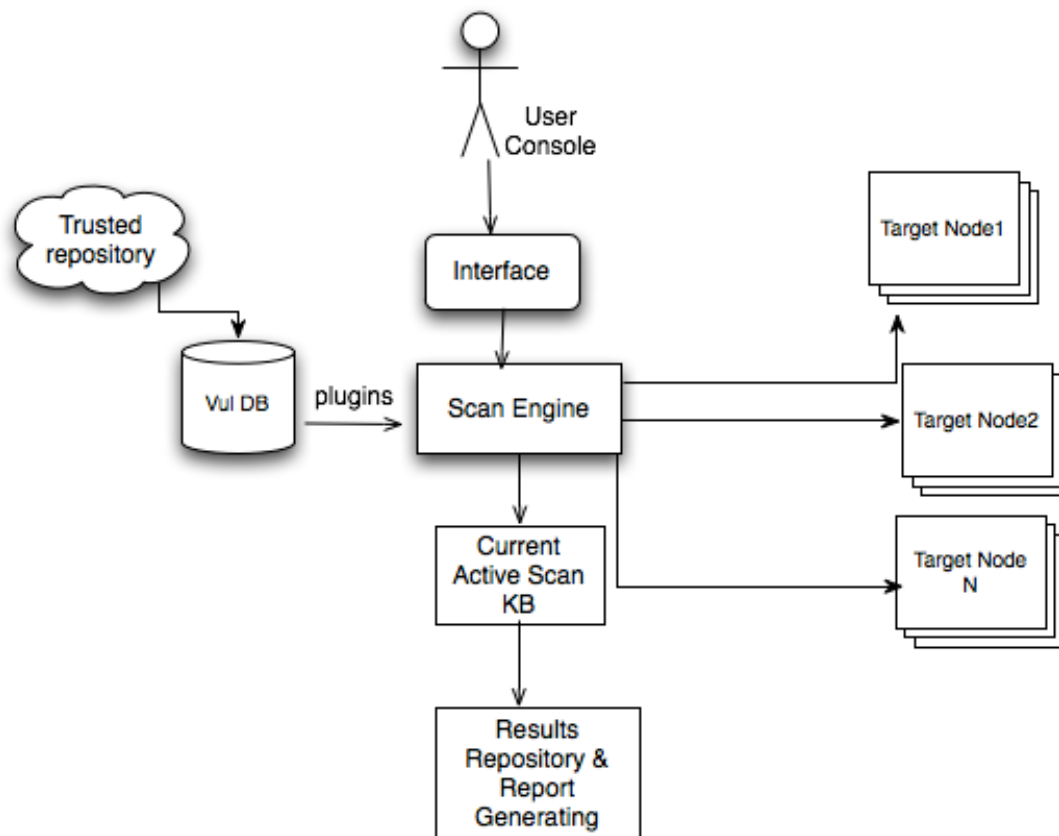 User
Console
Trusted
repository
Interface
Target Node1
Vul DB
plugins
Scan Engine
Target Node2
Current
Active Scan
KB
Target Node
N
Results
Repository &
Report
Generating